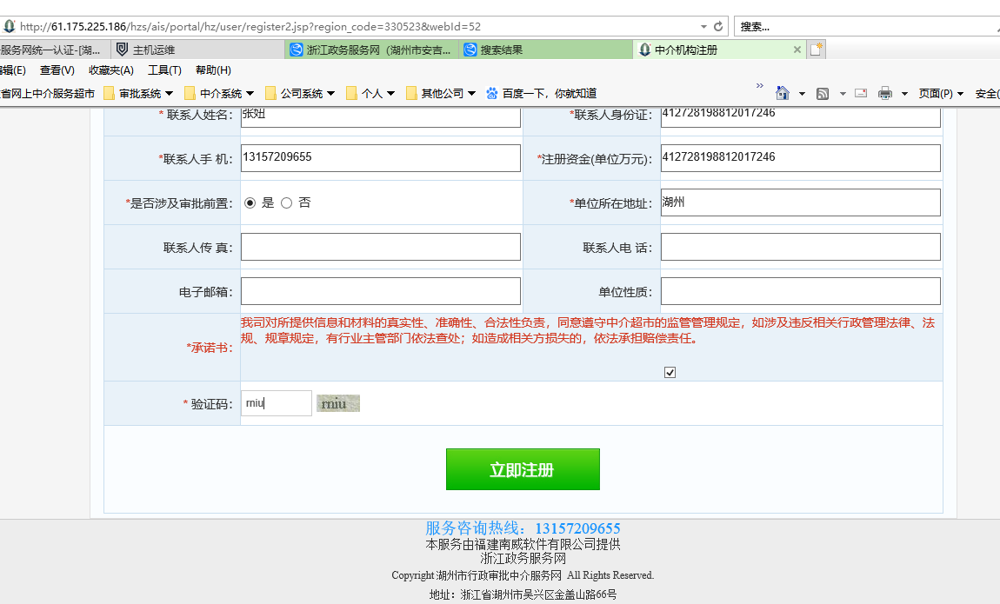 http://61.175.225.186/hzs/ais/portal/hz/user/register2.jsp?region_code=330523&webId=52 搜索...
服务网统一认证-[湖... 主机运维 浙江政务服务网（湖州市安吉... 搜索结果 中介机构注册
编辑(E) 查看(V) 收藏夹(A) 工具(T) 帮助(H)
省网上中介服务超市 审批系统 中介系统 公司系统 个人 其他公司 百度一下，你就知道 页面(P) 安全(
* 联系人姓名： 张妞 *联系人身份证： 412728198812017246
*联系人手 机： 13157209655 *注册资金(单位万元)： 412728198812017246
*是否涉及审批前置： 是 否 *单位所在地址： 湖州
联系人传 真： 联系人电 话：
电子邮箱： 单位性质：
*承诺书： 我司对所提供信息和材料的真实性、准确性、合法性负责，同意遵守中介超市的监管管理规定，如涉及违反相关行政管理法律、法
规、规章规定，有行业主管部门依法查处；如造成相关方损失的，依法承担赔偿责任。
* 验证码： rniu rniu
立即注册
服务咨询热线：13157209655
本服务由福建南威软件有限公司提供
浙江政务服务网
Copyright 湖州市行政审批中介服务网 All Rights Reserved.
地址：浙江省湖州市吴兴区金盖山路66号